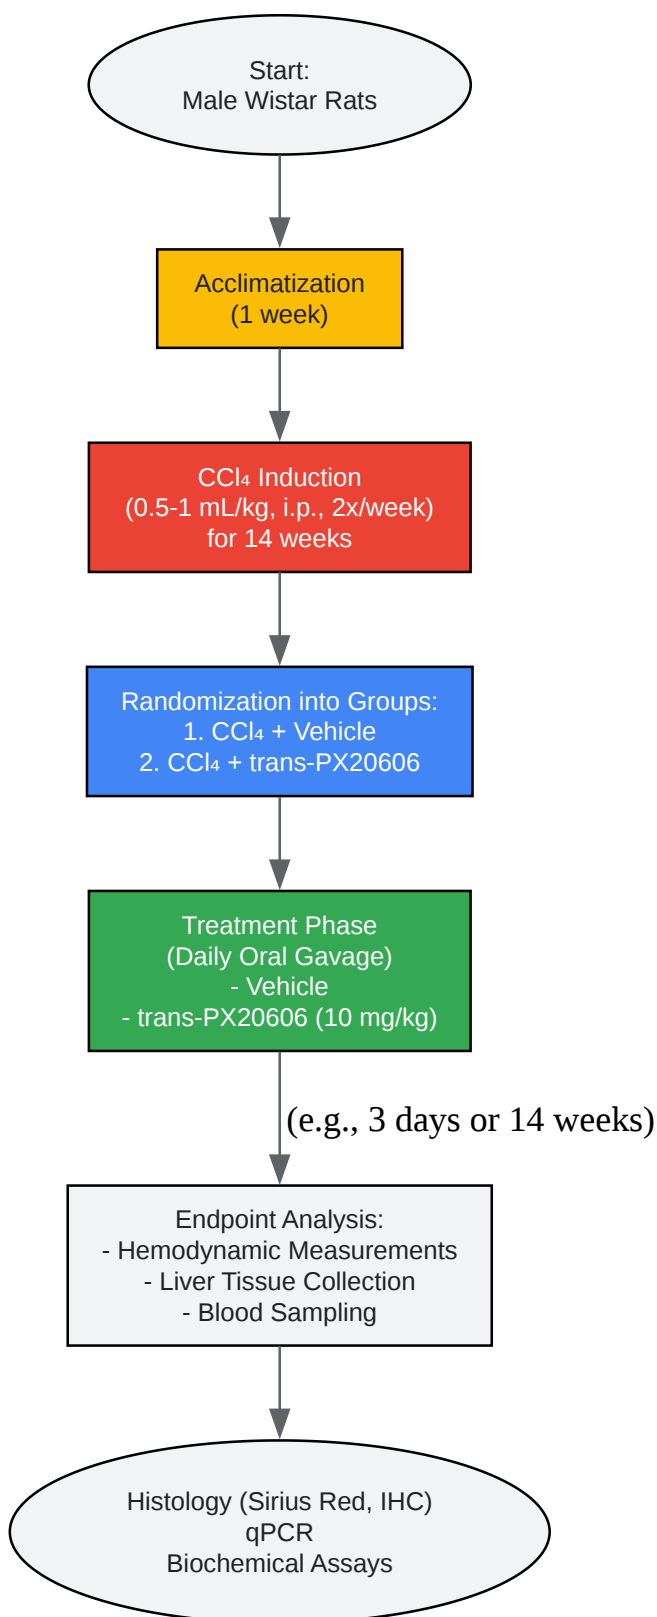 Start:
Male Wistar Rats
Acclimatization
(1 week)
CCl₄ Induction
(0.5-1 mL/kg, i.p., 2x/week)
for 14 weeks
Randomization into Groups:
1. CCl₄ + Vehicle
2. CCl₄ + trans-PX20606
Treatment Phase
(Daily Oral Gavage)
- Vehicle
- trans-PX20606 (10 mg/kg)
(e.g., 3 days or 14 weeks)
Endpoint Analysis:
- Hemodynamic Measurements
- Liver Tissue Collection
- Blood Sampling
Histology (Sirius Red, IHC)
qPCR
Biochemical Assays